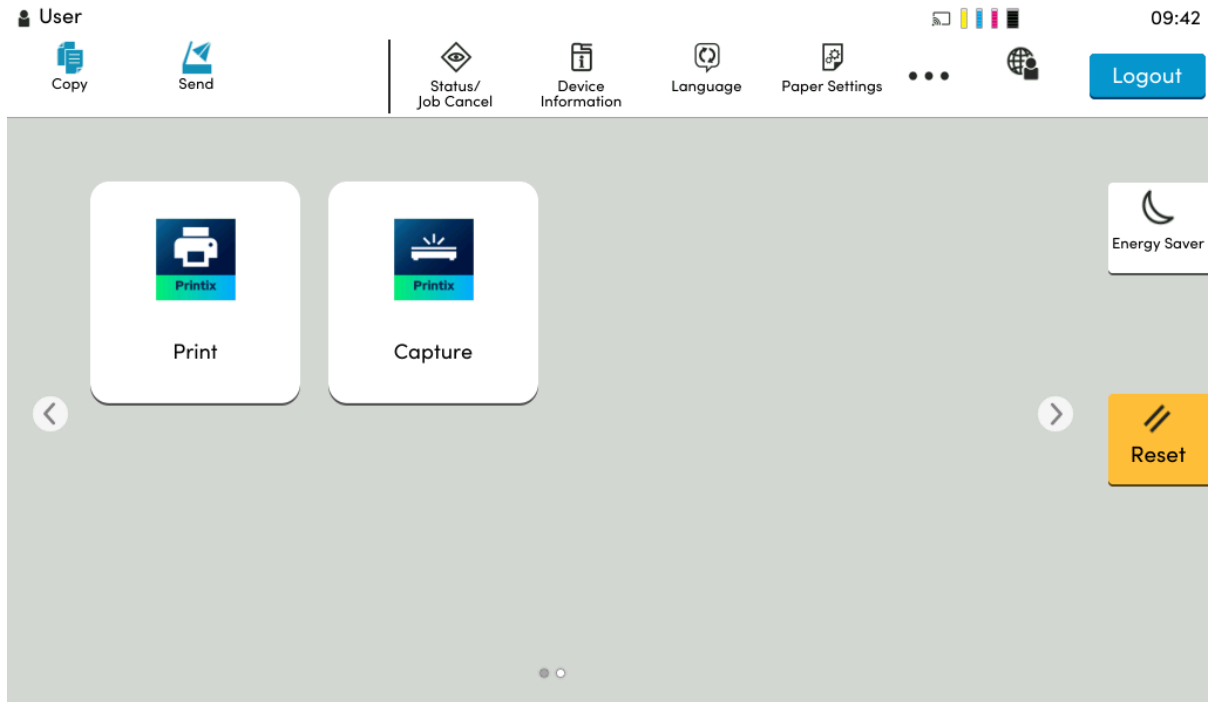 User
09:42
Copy
Send
Status/
Job Cancel
Device
Information
Language
Paper Settings
Logout
Printix
Print
Printix
Capture
Energy Saver
Reset